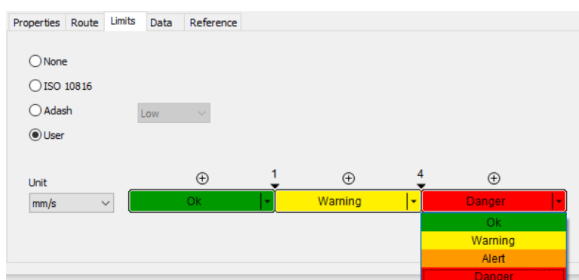 Properties Route Limits Data Reference
None
ISO 10816
Adash Low
User
Unit 1 4
mm/s Ok Warning Danger
Ok
Warning
Alert
Danger